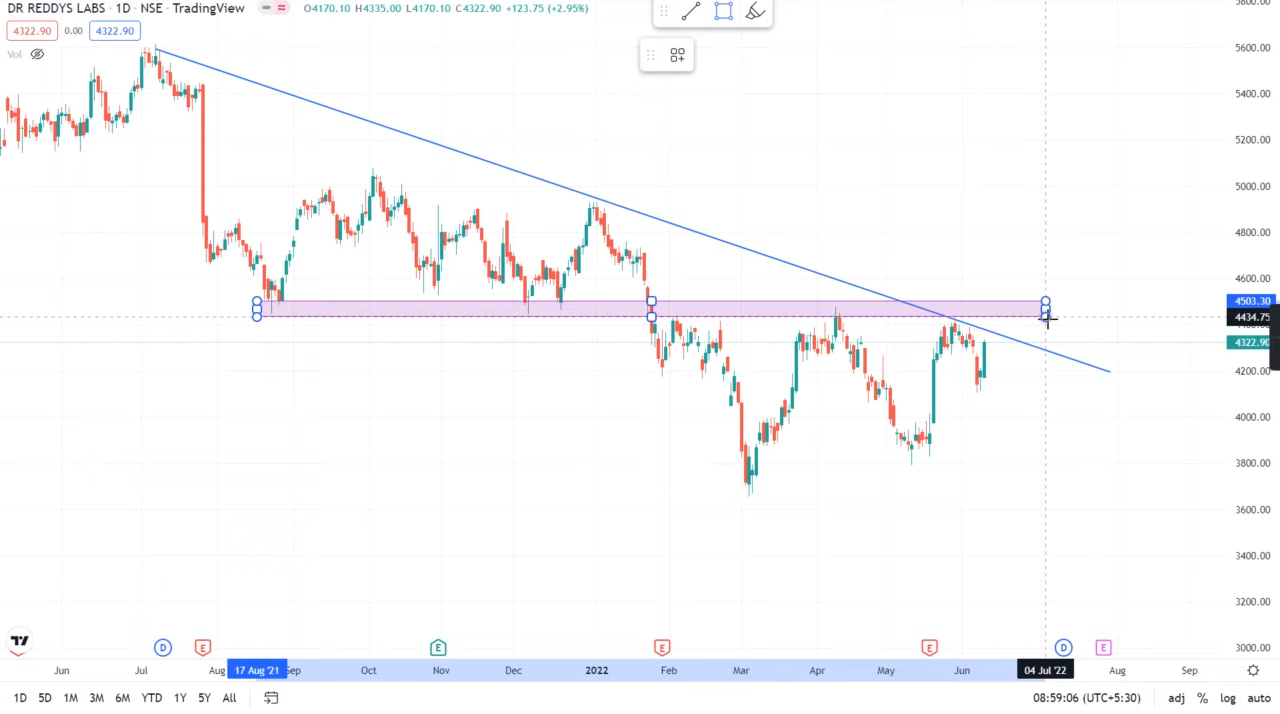 DR REDDYS LABS · 1D · NSE · TradingView O4170.10 H4335.00 L4170.10 C4322.90 +123.75 (+2.95%)
4322.90 0.00 4322.90
Vol
5600.00
5400.00
5200.00
5000.00
4800.00
4600.00
4503.30
4434.75
4322.90
4200.00
4000.00
3800.00
3600.00
3400.00
3200.00
3000.00
D E E E E D E
Jun Jul Aug 17 Aug '21 Sep Oct Nov Dec 2022 Feb Mar Apr May Jun 04 Jul '22 Aug Sep
1D 5D 1M 3M 6M YTD 1Y 5Y All 08:59:06 (UTC+5:30) adj % log auto